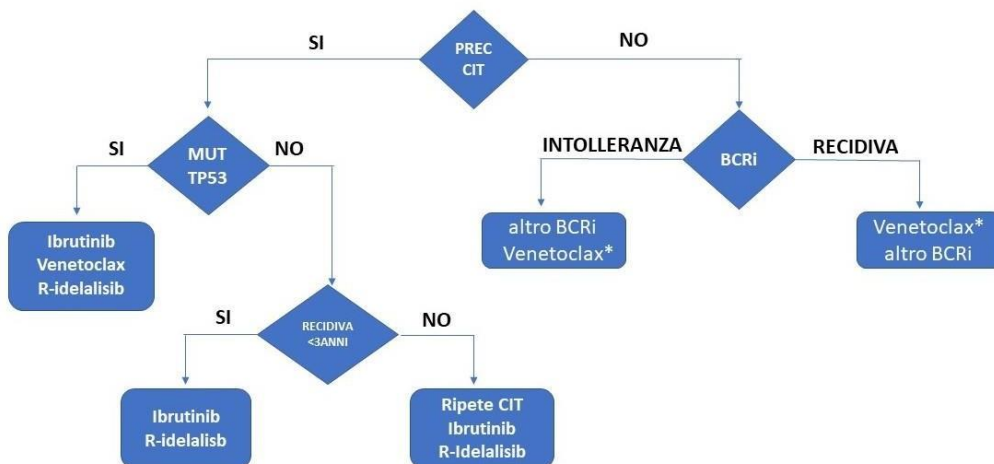 SI
PREC
CIT
NO
SI
MUT
TP53
NO
INTOLLERANZA
BCRi
RECIDIVA
Ibrutinib
Venetoclax
R-idelalisib
altro BCRi
Venetoclax*
Venetoclax*
altro BCRi
SI
RECIDIVA
<3ANNI
NO
Ibrutinib
R-idelalisb
Ripete CIT
Ibrutinib
R-Idelalisib